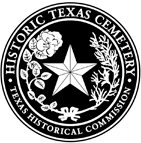 HISTORIC TEXAS CEMETERY
TEXAS HISTORICAL COMMISSION